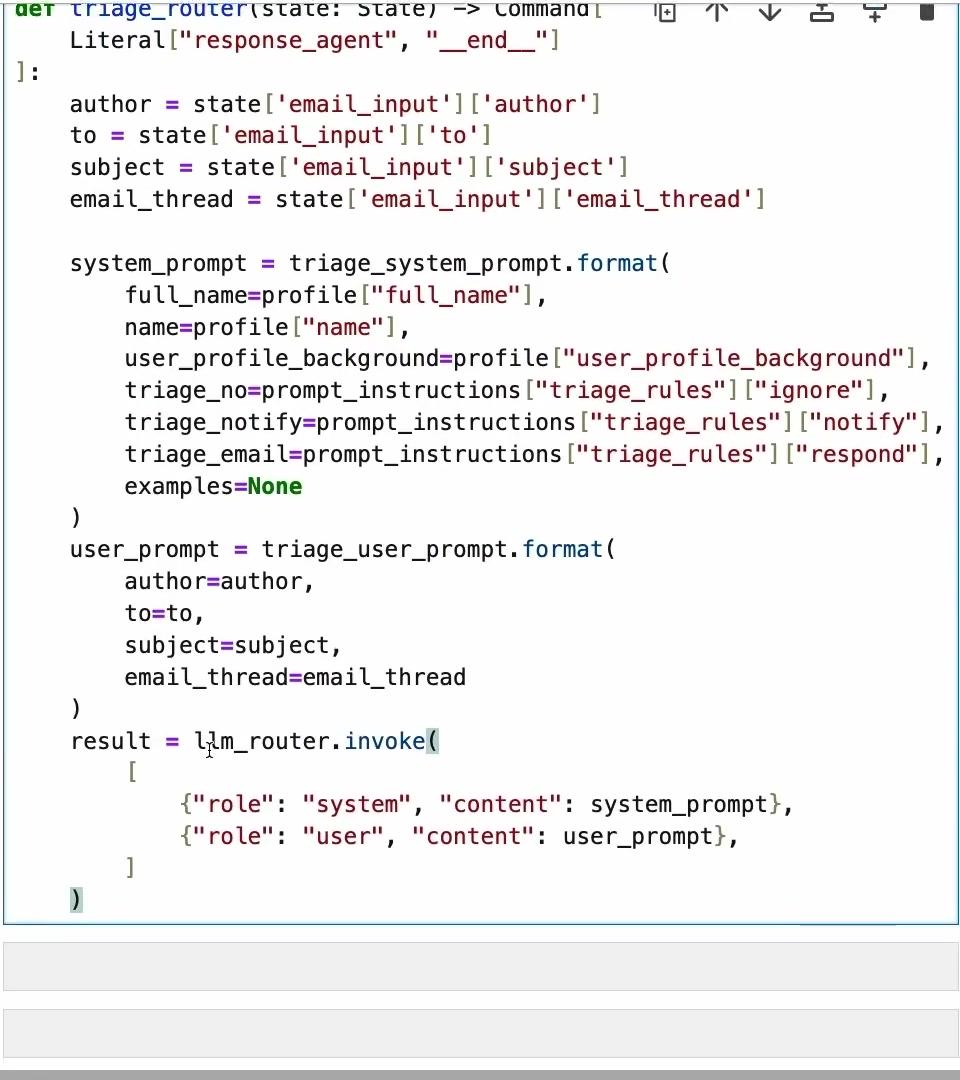 def triage_router(state: State) -> Command[
    Literal["response_agent", "__end__"]
]:
    author = state['email_input']['author']
    to = state['email_input']['to']
    subject = state['email_input']['subject']
    email_thread = state['email_input']['email_thread']

    system_prompt = triage_system_prompt.format(
        full_name=profile["full_name"],
        name=profile["name"],
        user_profile_background=profile["user_profile_background"],
        triage_no=prompt_instructions["triage_rules"]["ignore"],
        triage_notify=prompt_instructions["triage_rules"]["notify"],
        triage_email=prompt_instructions["triage_rules"]["respond"],
        examples=None
    )
    user_prompt = triage_user_prompt.format(
        author=author,
        to=to,
        subject=subject,
        email_thread=email_thread
    )
    result = llm_router.invoke(
        [
            {"role": "system", "content": system_prompt},
            {"role": "user", "content": user_prompt},
        ]
    )